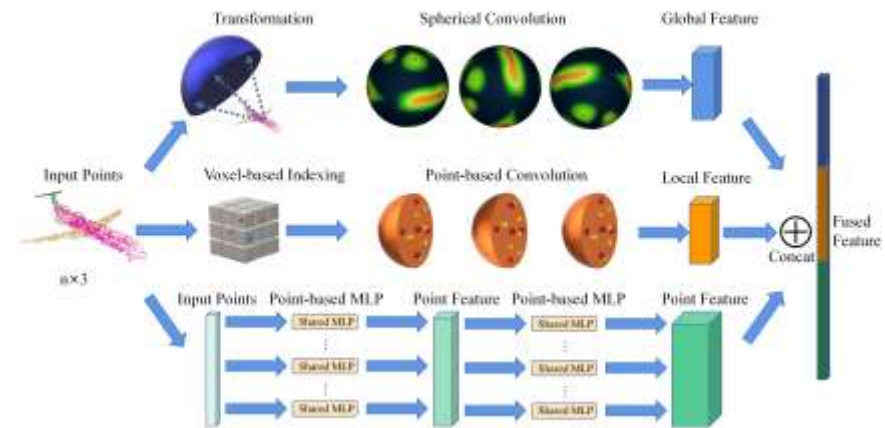 Transformation
Spherical Convolution
Global Feature
Input Points
Voxel-based Indexing
Point-based Convolution
Local Feature
n×3
Concat
Fused
Feature
Input Points
Point-based MLP
Point Feature
Point-based MLP
Point Feature
Shared MLP
Shared MLP
Shared MLP
Shared MLP
Shared MLP
Shared MLP